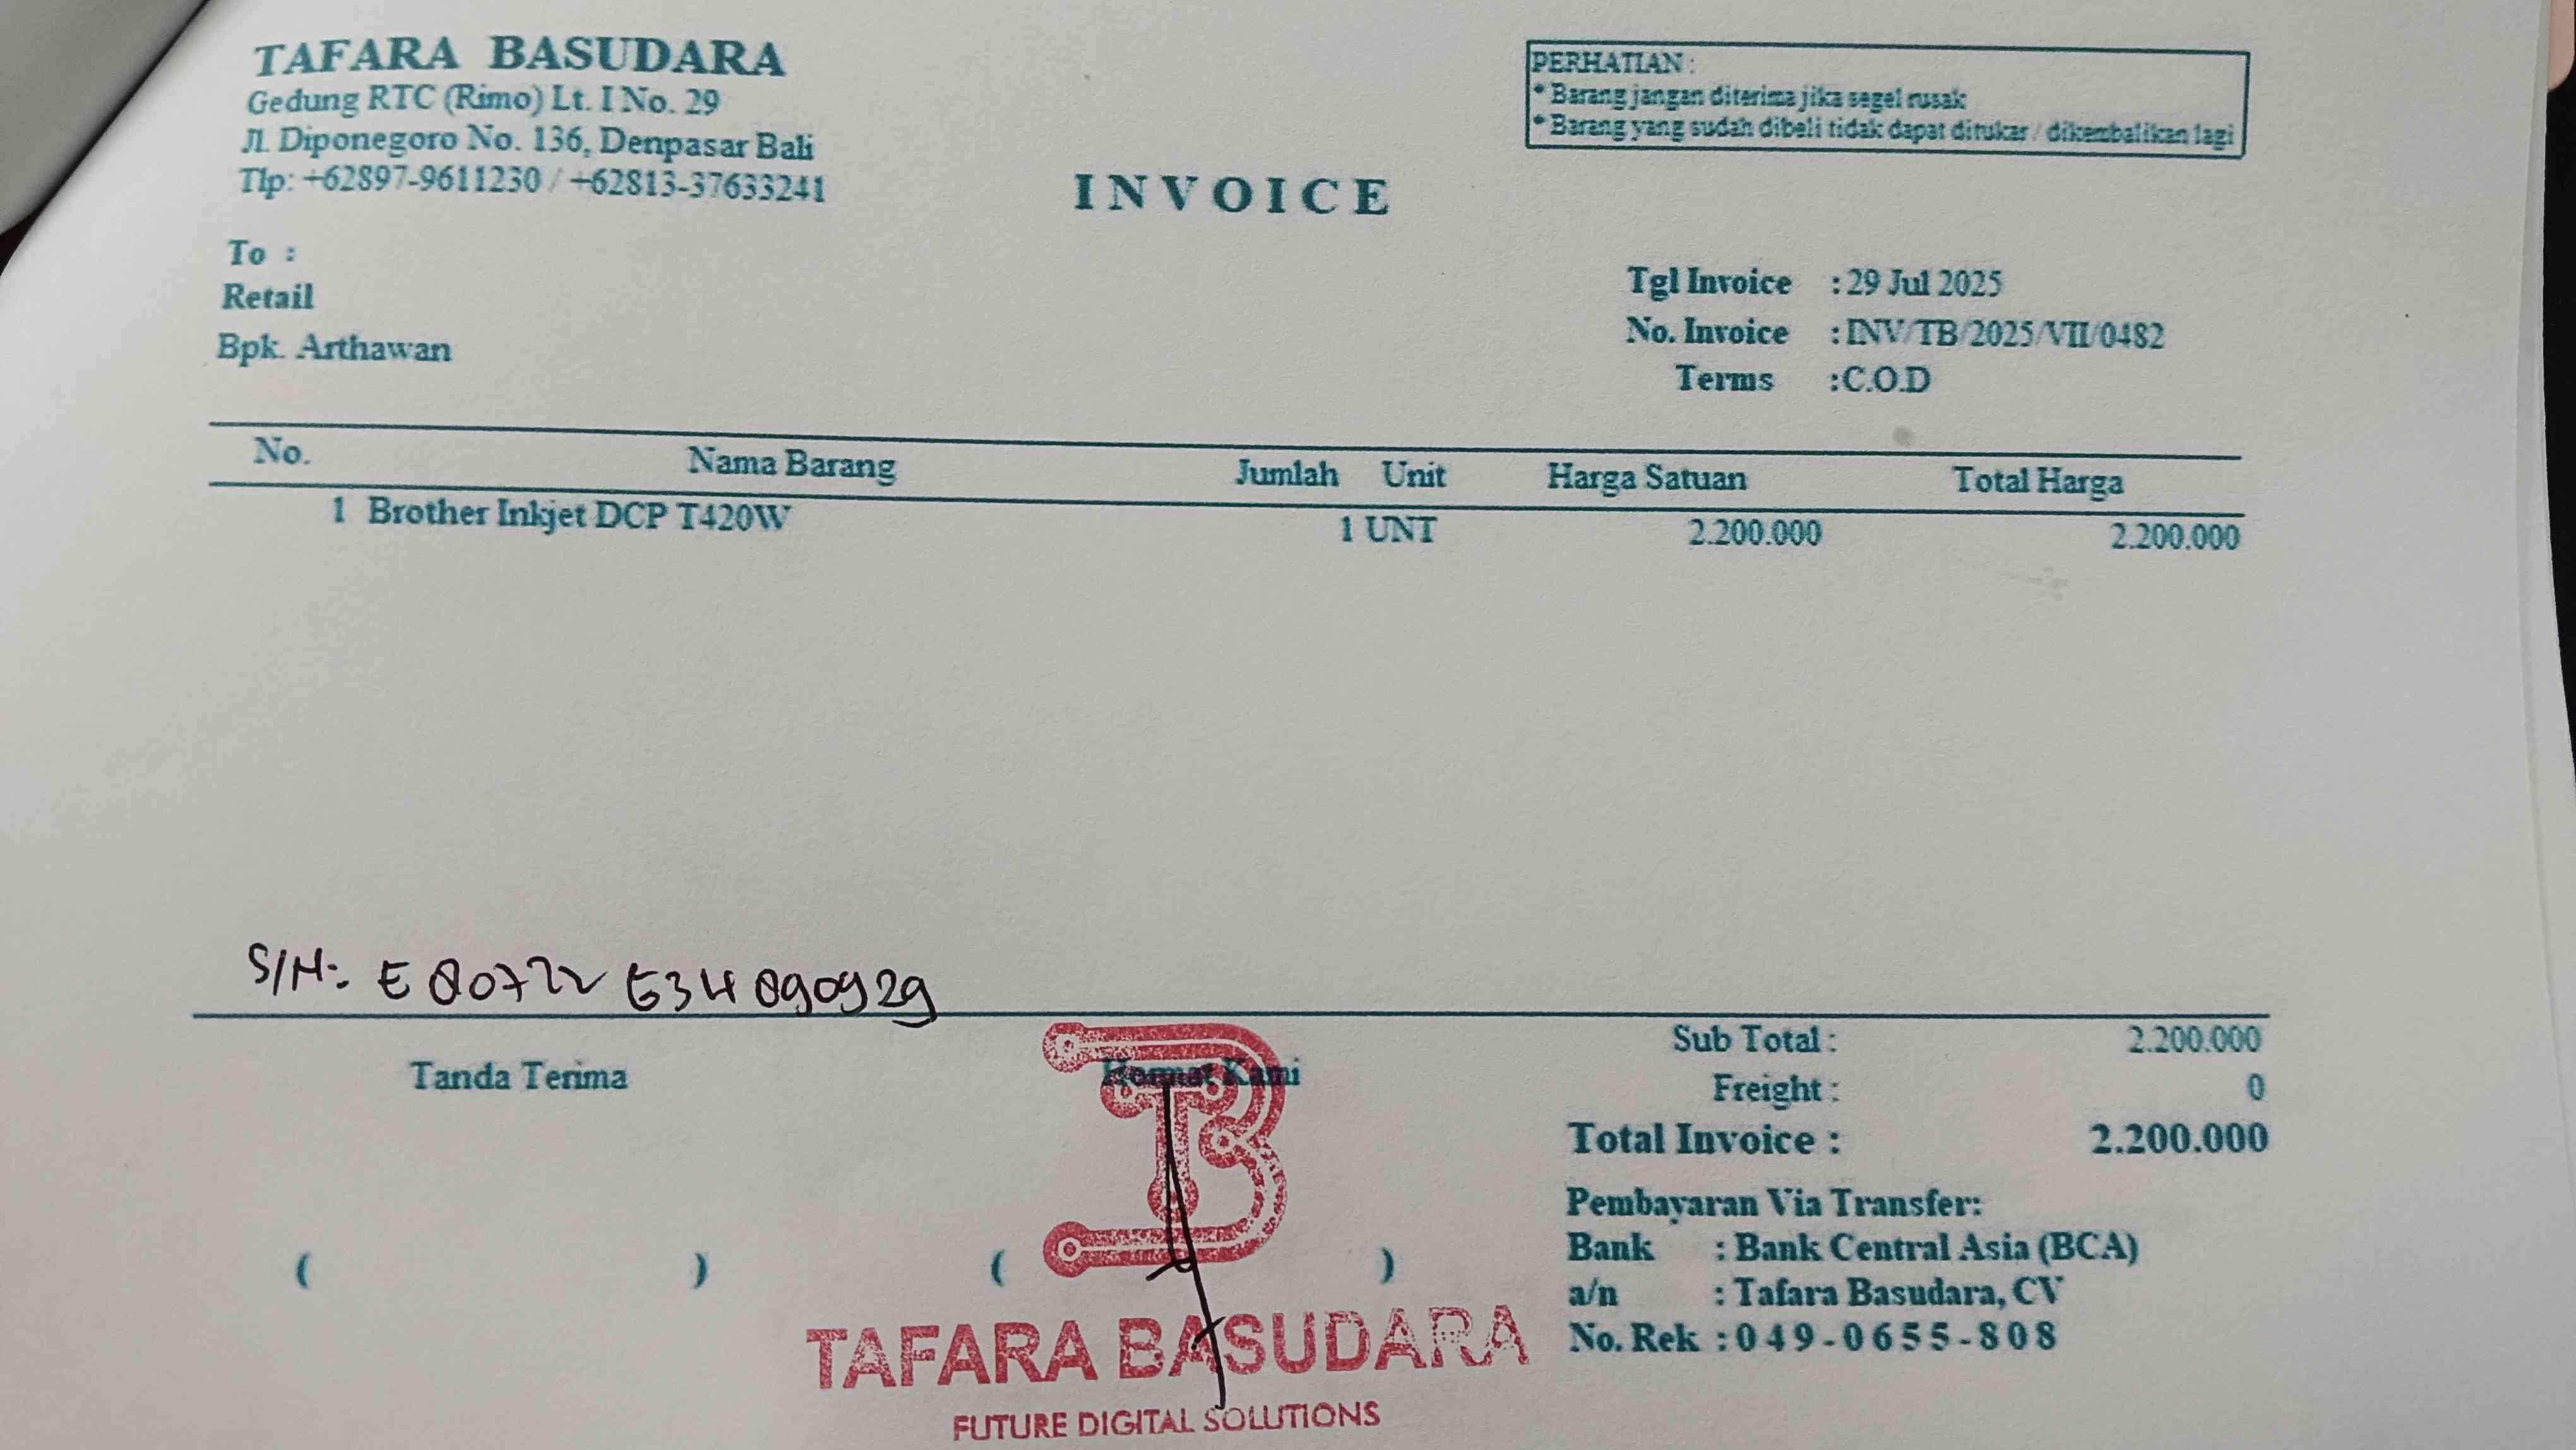 TAFARA BASUDARA
Gedung RTC (Rimo) Lt. I No. 29
Jl. Diponegoro No. 136, Denpasar Bali
Tlp: +62897-9611230 / +62813-37633241
PERHATIAN :
* Barang jangan diterima jika segel rusak
* Barang yang sudah dibeli tidak dapat ditukar / dikembalikan lagi
INVOICE
To :
Retail
Bpk. Arthawan
Tgl Invoice : 29 Jul 2025
No. Invoice : INV/TB/2025/VII/0482
Terms : C.O.D
No. Nama Barang Jumlah Unit Harga Satuan Total Harga
1 Brother Inkjet DCP T420W 1 UNT 2.200.000 2.200.000
S/N:
Tanda Terima
Hormat Kami
( )
( )
TAFARA BASUDARA
FUTURE DIGITAL SOLUTIONS
Sub Total : 2.200.000
Freight : 0
Total Invoice : 2.200.000
Pembayaran Via Transfer:
Bank : Bank Central Asia (BCA)
a/n : Tafara Basudara, CV
No. Rek : 049-0655-808